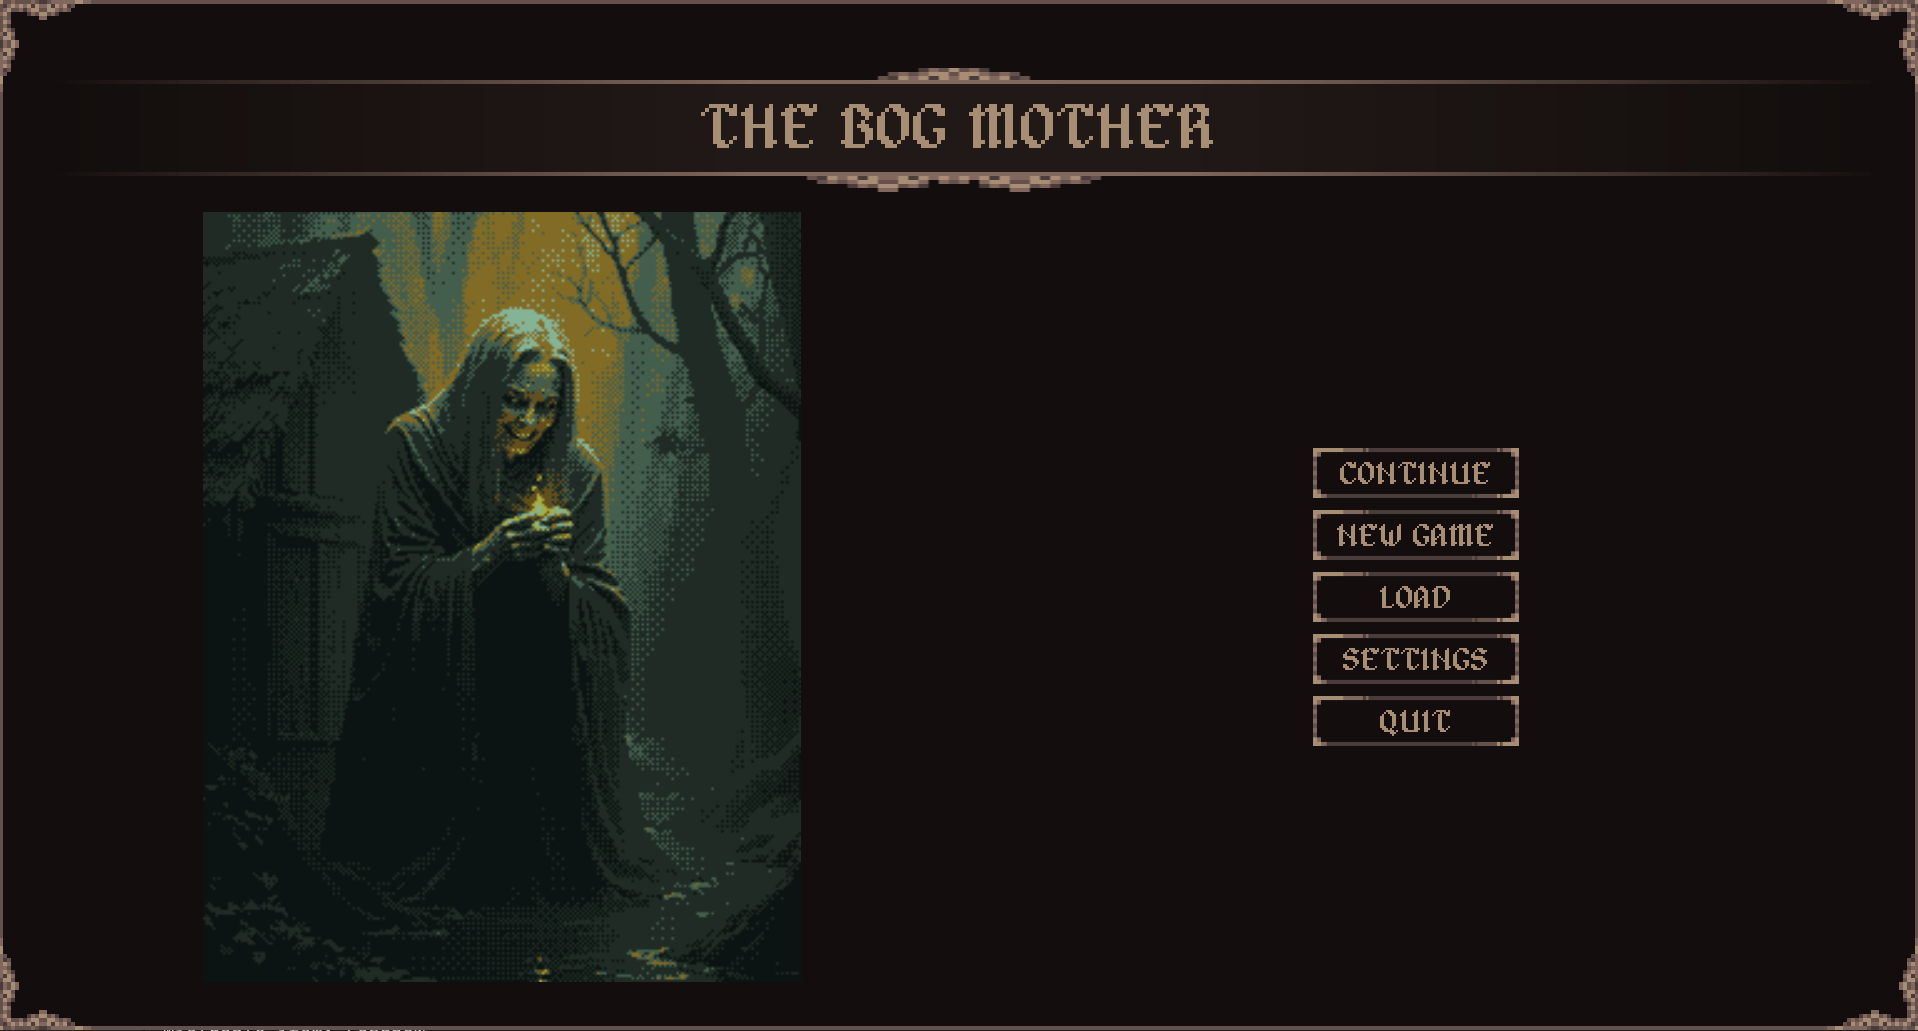 THE BOG MOTHER
CONTINUE
NEW GAME
LOAD
SETTINGS
QUIT